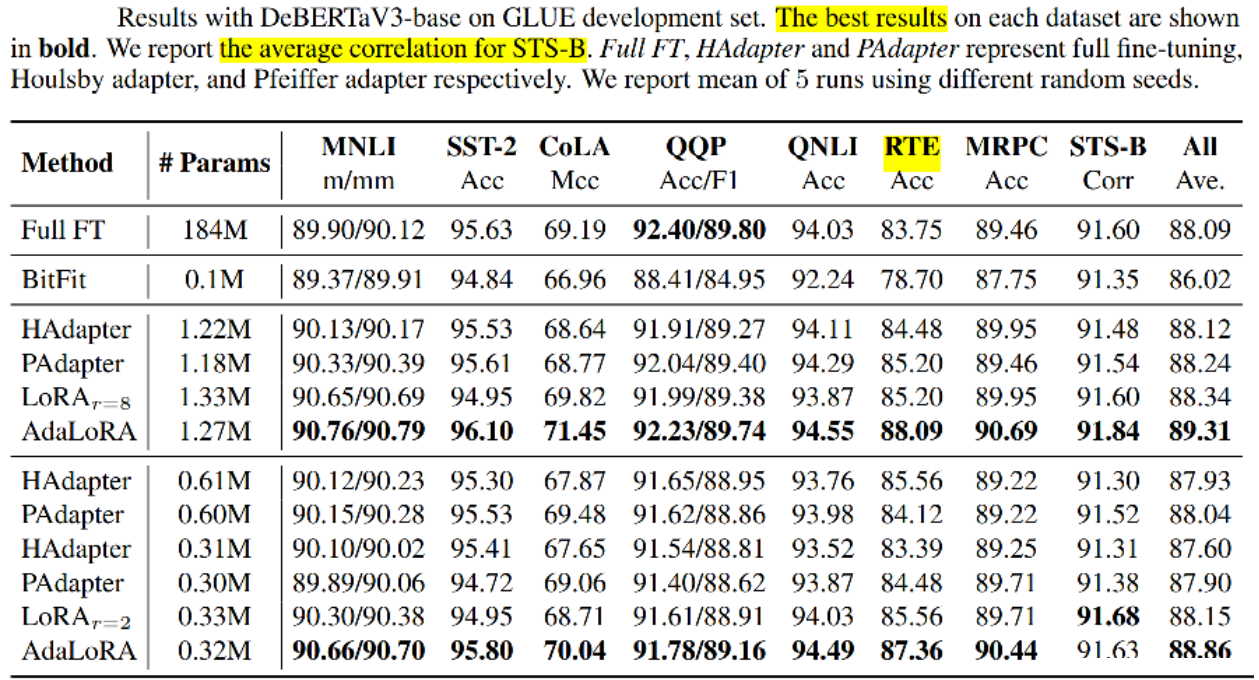 Results with DeBERTaV3-base on GLUE development set. The best results on each dataset are shown
in bold. We report the average correlation for STS-B. Full FT, HAdapter and PAdapter represent full fine-tuning,
Houlsby adapter, and Pfeiffer adapter respectively. We report mean of 5 runs using different random seeds.
Method # Params MNLI SST-2 CoLA QQP QNLI RTE MRPC STS-B All
m/mm Acc Mcc Acc/F1 Acc Acc Acc Corr Ave.
Full FT 184M 89.90/90.12 95.63 69.19 92.40/89.80 94.03 83.75 89.46 91.60 88.09
BitFit 0.1M 89.37/89.91 94.84 66.96 88.41/84.95 92.24 78.70 87.75 91.35 86.02
HAdapter 1.22M 90.13/90.17 95.53 68.64 91.91/89.27 94.11 84.48 89.95 91.48 88.12
PAdapter 1.18M 90.33/90.39 95.61 68.77 92.04/89.40 94.29 85.20 89.46 91.54 88.24
LoRAr=8 1.33M 90.65/90.69 94.95 69.82 91.99/89.38 93.87 85.20 89.95 91.60 88.34
AdaLoRA 1.27M 90.76/90.79 96.10 71.45 92.23/89.74 94.55 88.09 90.69 91.84 89.31
HAdapter 0.61M 90.12/90.23 95.30 67.87 91.65/88.95 93.76 85.56 89.22 91.30 87.93
PAdapter 0.60M 90.15/90.28 95.53 69.48 91.62/88.86 93.98 84.12 89.22 91.52 88.04
HAdapter 0.31M 90.10/90.02 95.41 67.65 91.54/88.81 93.52 83.39 89.25 91.31 87.60
PAdapter 0.30M 89.89/90.06 94.72 69.06 91.40/88.62 93.87 84.48 89.71 91.38 87.90
LoRAr=2 0.33M 90.30/90.38 94.95 68.71 91.61/88.91 94.03 85.56 89.71 91.68 88.15
AdaLoRA 0.32M 90.66/90.70 95.80 70.04 91.78/89.16 94.49 87.36 90.44 91.63 88.86